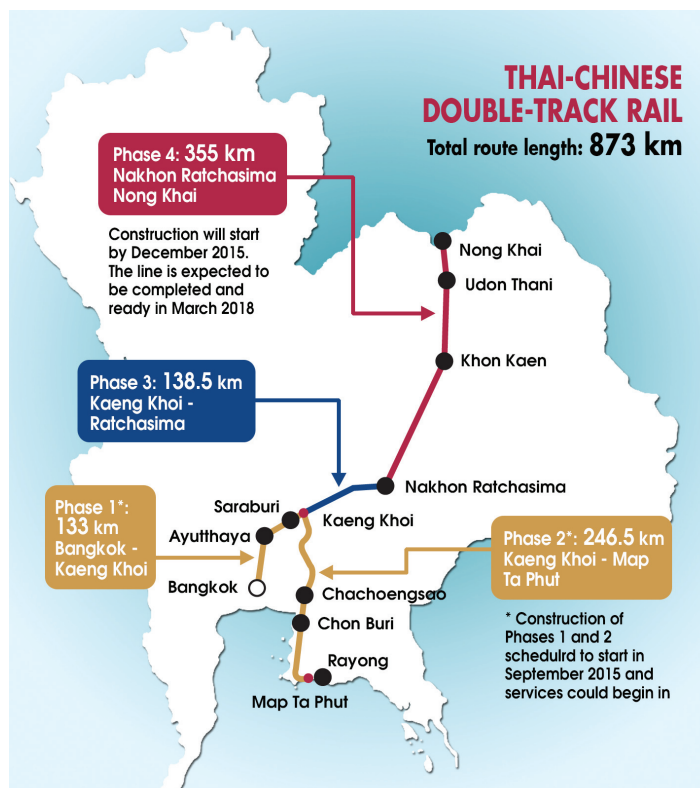 THAI-CHINESE
DOUBLE-TRACK RAIL
Total route length: 873 km
Phase 4: 355 km
Nakhon Ratchasima
Nong Khai
Construction will start
by December 2015.
The line is expected to
be completed and
ready in March 2018
Nong Khai
Udon Thani
Khon Kaen
Phase 3: 138.5 km
Kaeng Khoi -
Ratchasima
Nakhon Ratchasima
Saraburi
Kaeng Khoi
Phase 1*:
133 km
Bangkok -
Kaeng Khoi
Ayutthaya
Bangkok
Phase 2*: 246.5 km
Kaeng Khoi - Map
Ta Phut
Chachoengsao
Chon Buri
Rayong
Map Ta Phut
* Construction of
Phases 1 and 2
schedulrd to start in
September 2015 and
services could begin in